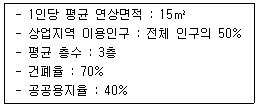 - 1인당 평균 연상면적 : 15㎡
- 상업지역 이용인구 : 전체 인구의 50%
- 평균 층수 : 3층
- 건폐율 : 70%
- 공공용지율 : 40%